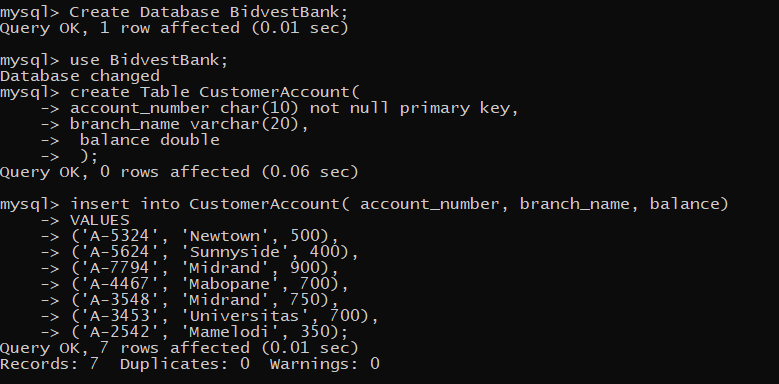 mysql> Create Database BidvestBank;
Query OK, 1 row affected (0.01 sec)
mysql> use BidvestBank;
Database changed
mysql> create Table CustomerAccount(
    -> account_number char(10) not null primary key,
    -> branch_name varchar(20),
    ->  balance double
    ->  );
Query OK, 0 rows affected (0.06 sec)
mysql> insert into CustomerAccount( account_number, branch_name, balance)
    -> VALUES
    -> ('A-5324', 'Newtown', 500),
    -> ('A-5624', 'Sunnyside', 400),
    -> ('A-7794', 'Midrand', 900),
    -> ('A-4467', 'Mabopane', 700),
    -> ('A-3548', 'Midrand', 750),
    -> ('A-3453', 'Universitas', 700),
    -> ('A-2542', 'Mamelodi', 350);
Query OK, 7 rows affected (0.01 sec)
Records: 7  Duplicates: 0  Warnings: 0